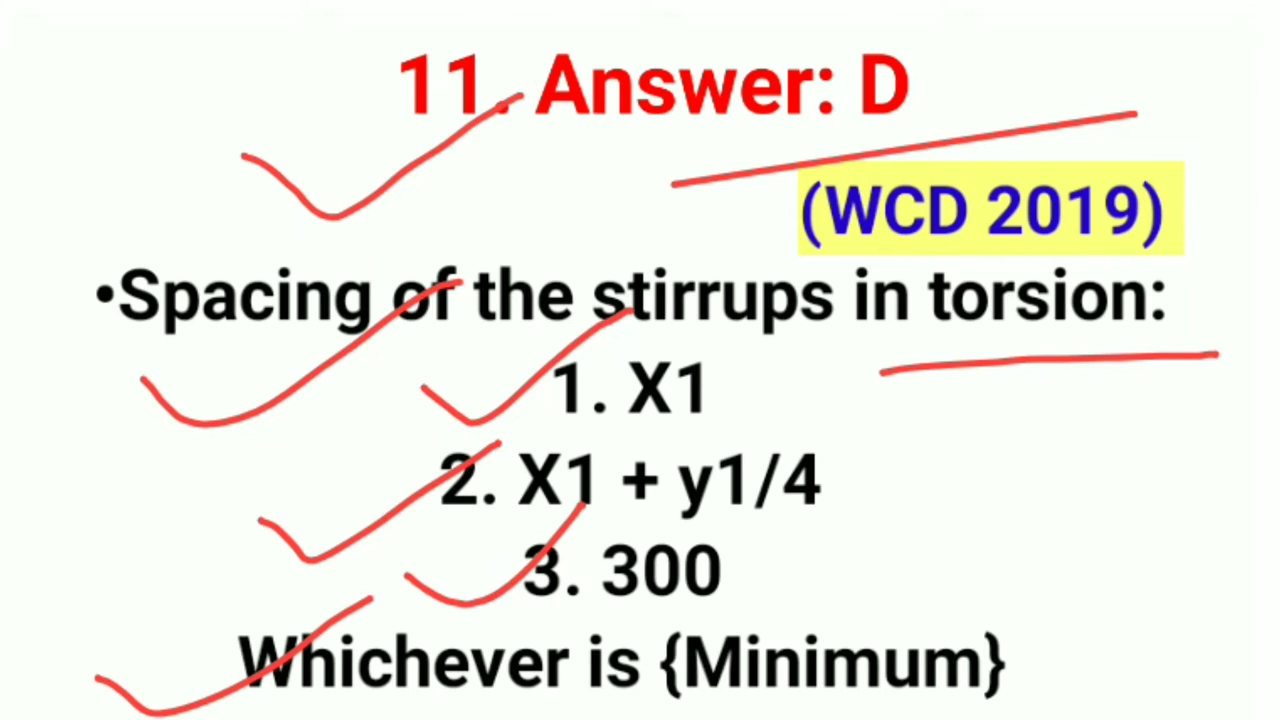 11. Answer: D
(WCD 2019)
•Spacing of the stirrups in torsion:
1. X1
2. X1 + y1/4
3. 300
Whichever is {Minimum}